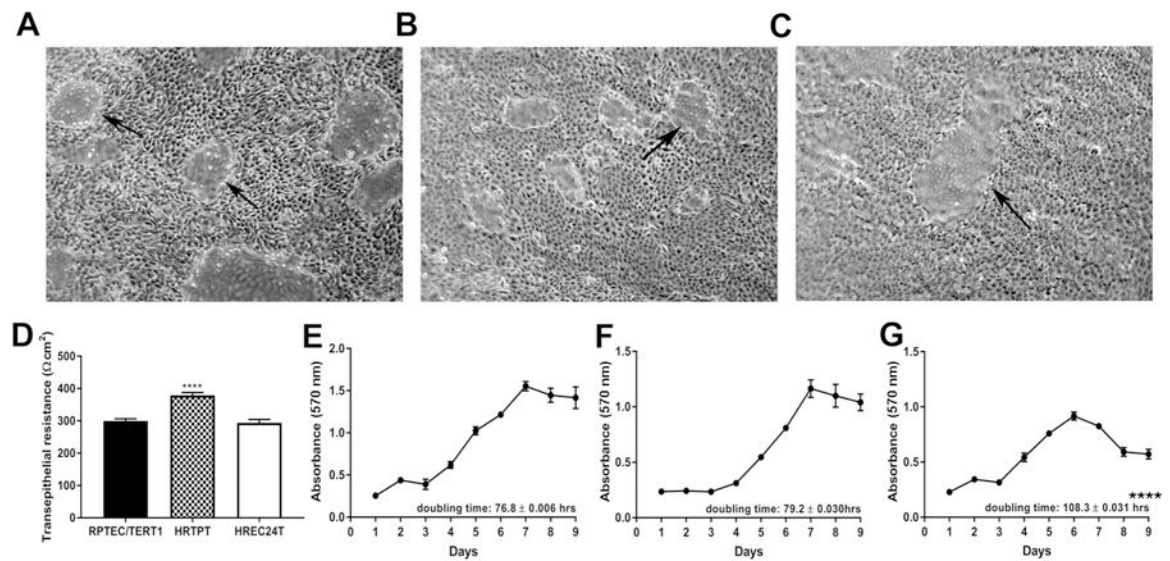 A
B
C
D
Transepithelial resistance (Ω cm²)
500
400
300
200
100
0
****
RPTEC/TERT1 HRTPT HREC24T
E
Absorbance (570 nm)
2.0
1.5
1.0
0.5
0.0
doubling time: 76.8 ± 0.006 hrs
0 1 2 3 4 5 6 7 8 9
Days
F
Absorbance (570 nm)
1.5
1.0
0.5
0.0
doubling time: 79.2 ± 0.030hrs
0 1 2 3 4 5 6 7 8 9
Days
G
Absorbance (570 nm)
1.5
1.0
0.5
0.0
****
doubling time: 108.3 ± 0.031 hrs
0 1 2 3 4 5 6 7 8 9
Days